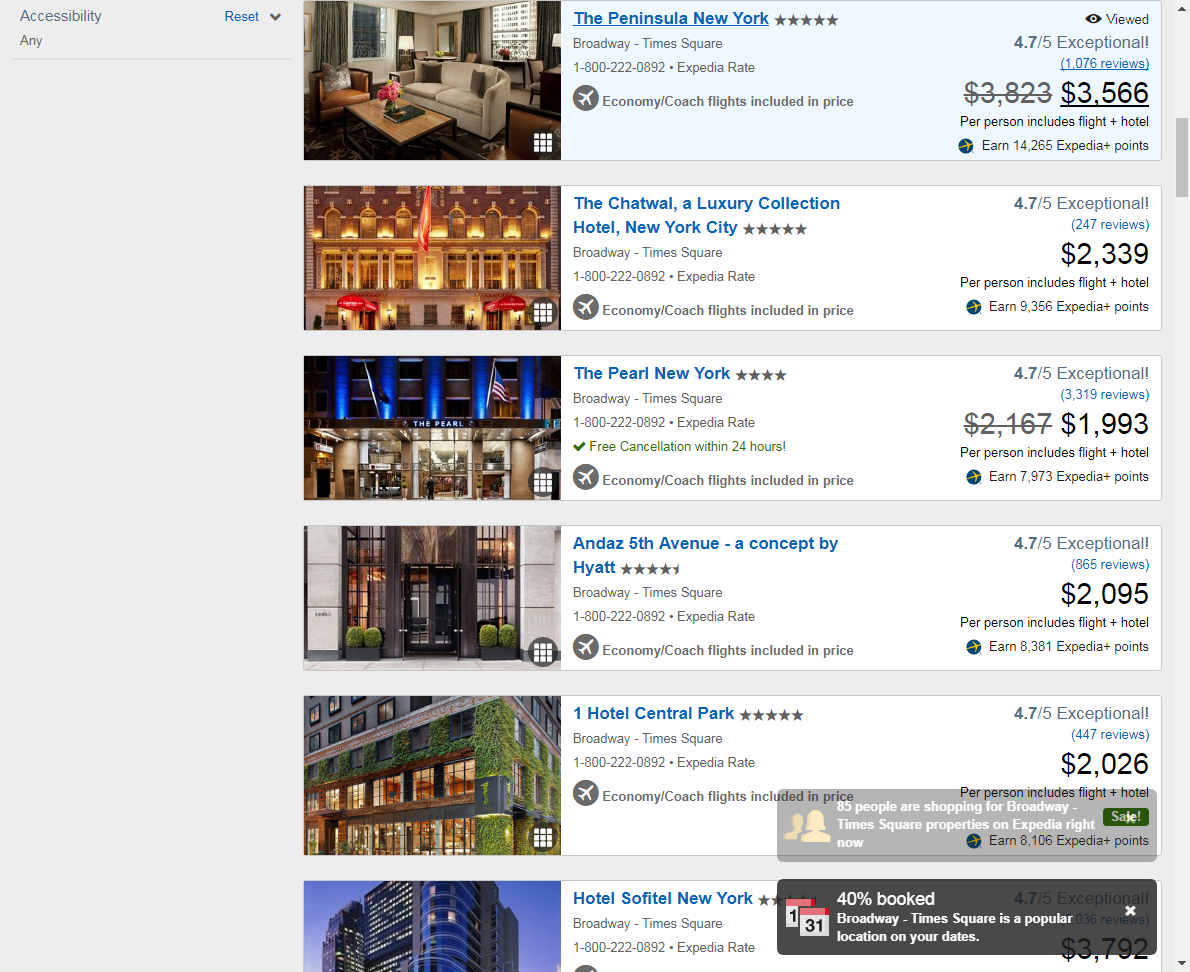 Accessibility
Reset
Any
The Peninsula New York
Viewed
Broadway - Times Square
4.7/5 Exceptional!
1-800-222-0892 • Expedia Rate
(1,076 reviews)
$3,823 $3,566
Economy/Coach flights included in price
Per person includes flight + hotel
Earn 14,265 Expedia+ points
The Chatwal, a Luxury Collection
Hotel, New York City
4.7/5 Exceptional!
(247 reviews)
Broadway - Times Square
$2,339
1-800-222-0892 • Expedia Rate
Per person includes flight + hotel
Economy/Coach flights included in price
Earn 9,356 Expedia+ points
THE PEARL
The Pearl New York
4.7/5 Exceptional!
Broadway - Times Square
(3,319 reviews)
1-800-222-0892 • Expedia Rate
$2,167 $1,993
Free Cancellation within 24 hours!
Per person includes flight + hotel
Economy/Coach flights included in price
Earn 7,973 Expedia+ points
Andaz 5th Avenue - a concept by
Hyatt
4.7/5 Exceptional!
(865 reviews)
Broadway - Times Square
$2,095
1-800-222-0892 • Expedia Rate
Per person includes flight + hotel
Economy/Coach flights included in price
Earn 8,381 Expedia+ points
1 Hotel Central Park
4.7/5 Exceptional!
Broadway - Times Square
(447 reviews)
1-800-222-0892 • Expedia Rate
$2,026
Economy/Coach flights included in price
Per person includes flight + hotel
85 people are shopping for Broadway -
Times Square properties on Expedia right
now
Sale!
Earn 8,106 Expedia+ points
Hotel Sofitel New York
4.7/5 Exceptional!
Broadway - Times Square
1-800-222-0892 • Expedia Rate
1
31
40% booked
Broadway - Times Square is a popular
location on your dates.
036 reviews)
$3,792